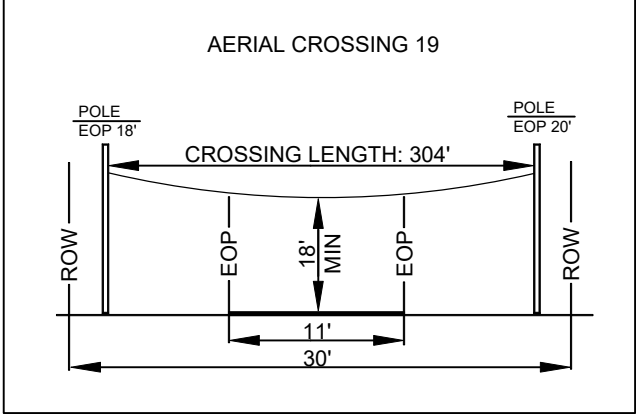 AERIAL CROSSING 19
POLE
EOP 18'
POLE
EOP 20'
CROSSING LENGTH: 304'
ROW
EOP
18'
MIN
EOP
ROW
11'
30'